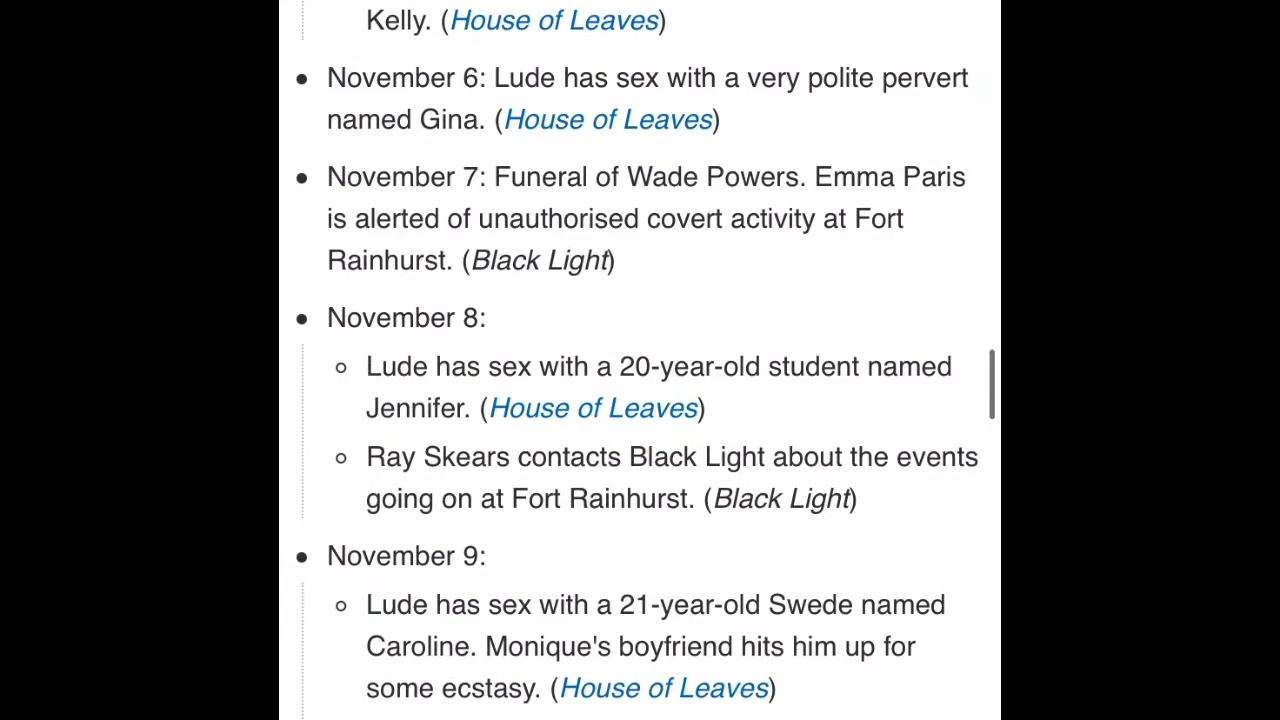 Kelly. (House of Leaves)
• November 6: Lude has sex with a very polite pervert
named Gina. (House of Leaves)
• November 7: Funeral of Wade Powers. Emma Paris
is alerted of unauthorised covert activity at Fort
Rainhurst. (Black Light)
• November 8:
◦ Lude has sex with a 20-year-old student named
Jennifer. (House of Leaves)
◦ Ray Skears contacts Black Light about the events
going on at Fort Rainhurst. (Black Light)
• November 9:
◦ Lude has sex with a 21-year-old Swede named
Caroline. Monique's boyfriend hits him up for
some ecstasy. (House of Leaves)